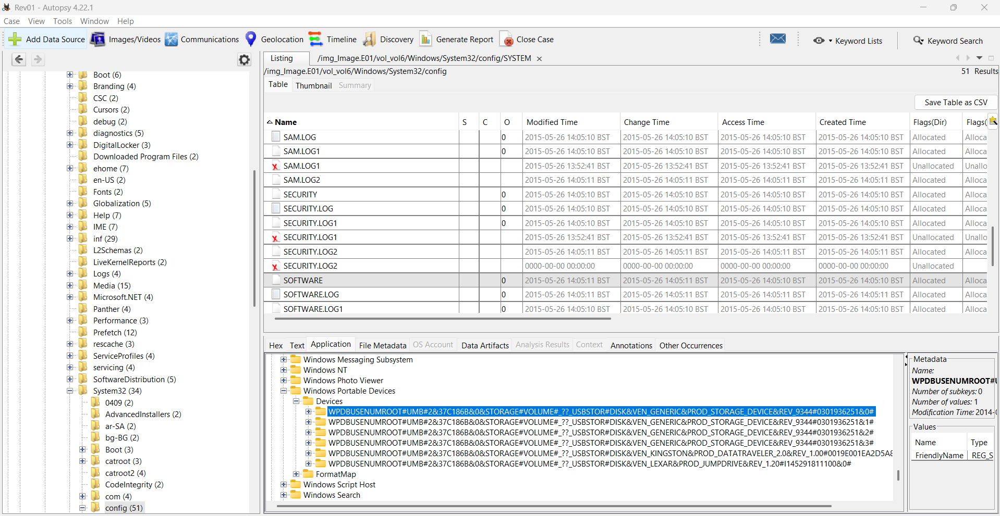 Rev01 - Autopsy 4.22.1
Case View Tools Window Help
Add Data Source Images/Videos Communications Geolocation Timeline Discovery Generate Report Close Case Keyword Lists Keyword Search
Listing /img_Image.E01/vol_vol6/Windows/System32/config/SYSTEM
/img_Image.E01/vol_vol6/Windows/System32/config 51 Results
Table Thumbnail Summary
Save Table as CSV
Boot (6)
Branding (4)
CSC (2)
Cursors (2)
debug (2)
diagnostics (5)
DigitalLocker (3)
Downloaded Program Files (2)
ehome (7)
en-US (2)
Fonts (2)
Globalization (5)
Help (7)
IME (7)
inf (29)
L2Schemas (2)
LiveKernelReports (2)
Logs (4)
Media (15)
Microsoft.NET (4)
Panther (4)
Performance (3)
Prefetch (12)
rescache (3)
ServiceProfiles (4)
servicing (4)
SoftwareDistribution (5)
System32 (34)
0409 (2)
AdvancedInstallers (2)
ar-SA (2)
bg-BG (2)
Boot (3)
catroot (3)
catroot2 (4)
CodeIntegrity (2)
com (4)
config (51)
Name S C O Modified Time Change Time Access Time Created Time Flags(Dir) Flags(
SAM.LOG 0 2015-05-26 14:05:10 BST 2015-05-26 14:05:10 BST 2015-05-26 14:05:10 BST 2015-05-26 14:05:10 BST Allocated Alloca
SAM.LOG1 0 2015-05-26 14:05:10 BST 2015-05-26 14:05:10 BST 2015-05-26 14:05:10 BST 2015-05-26 14:05:10 BST Allocated Alloca
SAM.LOG1 2015-05-26 13:52:41 BST 2015-05-26 13:52:41 BST 2015-05-26 13:52:41 BST 2015-05-26 13:52:41 BST Unallocated Unallo
SAM.LOG2 2015-05-26 14:05:11 BST 2015-05-26 14:05:11 BST 2015-05-26 14:05:11 BST 2015-05-26 14:05:11 BST Allocated Alloca
SECURITY 0 2015-05-26 14:05:10 BST 2015-05-26 14:05:10 BST 2015-05-26 14:05:10 BST 2015-05-26 14:05:10 BST Allocated Alloca
SECURITY.LOG 0 2015-05-26 14:05:10 BST 2015-05-26 14:05:10 BST 2015-05-26 14:05:10 BST 2015-05-26 14:05:10 BST Allocated Alloca
SECURITY.LOG1 0 2015-05-26 14:05:10 BST 2015-05-26 14:05:10 BST 2015-05-26 14:05:10 BST 2015-05-26 14:05:10 BST Allocated Alloca
SECURITY.LOG1 2015-05-26 13:52:41 BST 2015-05-26 13:52:41 BST 2015-05-26 13:52:41 BST 2015-05-26 13:52:41 BST Unallocated Unallo
SECURITY.LOG2 2015-05-26 14:05:11 BST 2015-05-26 14:05:11 BST 2015-05-26 14:05:11 BST 2015-05-26 14:05:11 BST Allocated Alloca
SECURITY.LOG2 0000-00-00 00:00:00 0000-00-00 00:00:00 0000-00-00 00:00:00 0000-00-00 00:00:00 Unallocated
SOFTWARE 0 2015-05-26 14:05:11 BST 2015-05-26 14:05:11 BST 2015-05-26 14:05:11 BST 2015-05-26 14:05:11 BST Allocated Alloca
SOFTWARE.LOG 0 2015-05-26 14:05:11 BST 2015-05-26 14:05:11 BST 2015-05-26 14:05:11 BST 2015-05-26 14:05:11 BST Allocated Alloca
SOFTWARE.LOG1 0 2015-05-26 14:05:10 BST 2015-05-26 14:05:10 BST 2015-05-26 14:05:10 BST 2015-05-26 14:05:10 BST Allocated Alloca
Hex Text Application File Metadata OS Account Data Artifacts Analysis Results Context Annotations Other Occurrences
Windows Messaging Subsystem
Windows NT
Windows Photo Viewer
Windows Portable Devices
Devices
WPDBUSENUMROOT#UMB#2&37C186B&0&STORAGE#VOLUME#_??_USBSTOR#DISK&VEN_GENERIC&PROD_STORAGE_DEVICE&REV_9344#0301936251&0#
WPDBUSENUMROOT#UMB#2&37C186B&0&STORAGE#VOLUME#_??_USBSTOR#DISK&VEN_GENERIC&PROD_STORAGE_DEVICE&REV_9344#0301936251&1#
WPDBUSENUMROOT#UMB#2&37C186B&0&STORAGE#VOLUME#_??_USBSTOR#DISK&VEN_GENERIC&PROD_STORAGE_DEVICE&REV_9344#0301936251&2#
WPDBUSENUMROOT#UMB#2&37C186B&0&STORAGE#VOLUME#_??_USBSTOR#DISK&VEN_GENERIC&PROD_STORAGE_DEVICE&REV_9344#0301936251&3#
WPDBUSENUMROOT#UMB#2&37C186B&0&STORAGE#VOLUME#_??_USBSTOR#DISK&VEN_KINGSTON&PROD_DATATRAVELER_2.0&REV_1.00#0019E001EA2D5A8
WPDBUSENUMROOT#UMB#2&37C186B&0&STORAGE#VOLUME#_??_USBSTOR#DISK&VEN_LEXAR&PROD_JUMPDRIVE&REV_1.20#I145291811100&0#
FormatMap
Windows Script Host
Windows Search
Metadata
Name:
WPDBUSENUMROOT#U
Number of subkeys: 0
Number of values: 1
Modification Time: 2014-0
Values
Name Type
FriendlyName REG_S